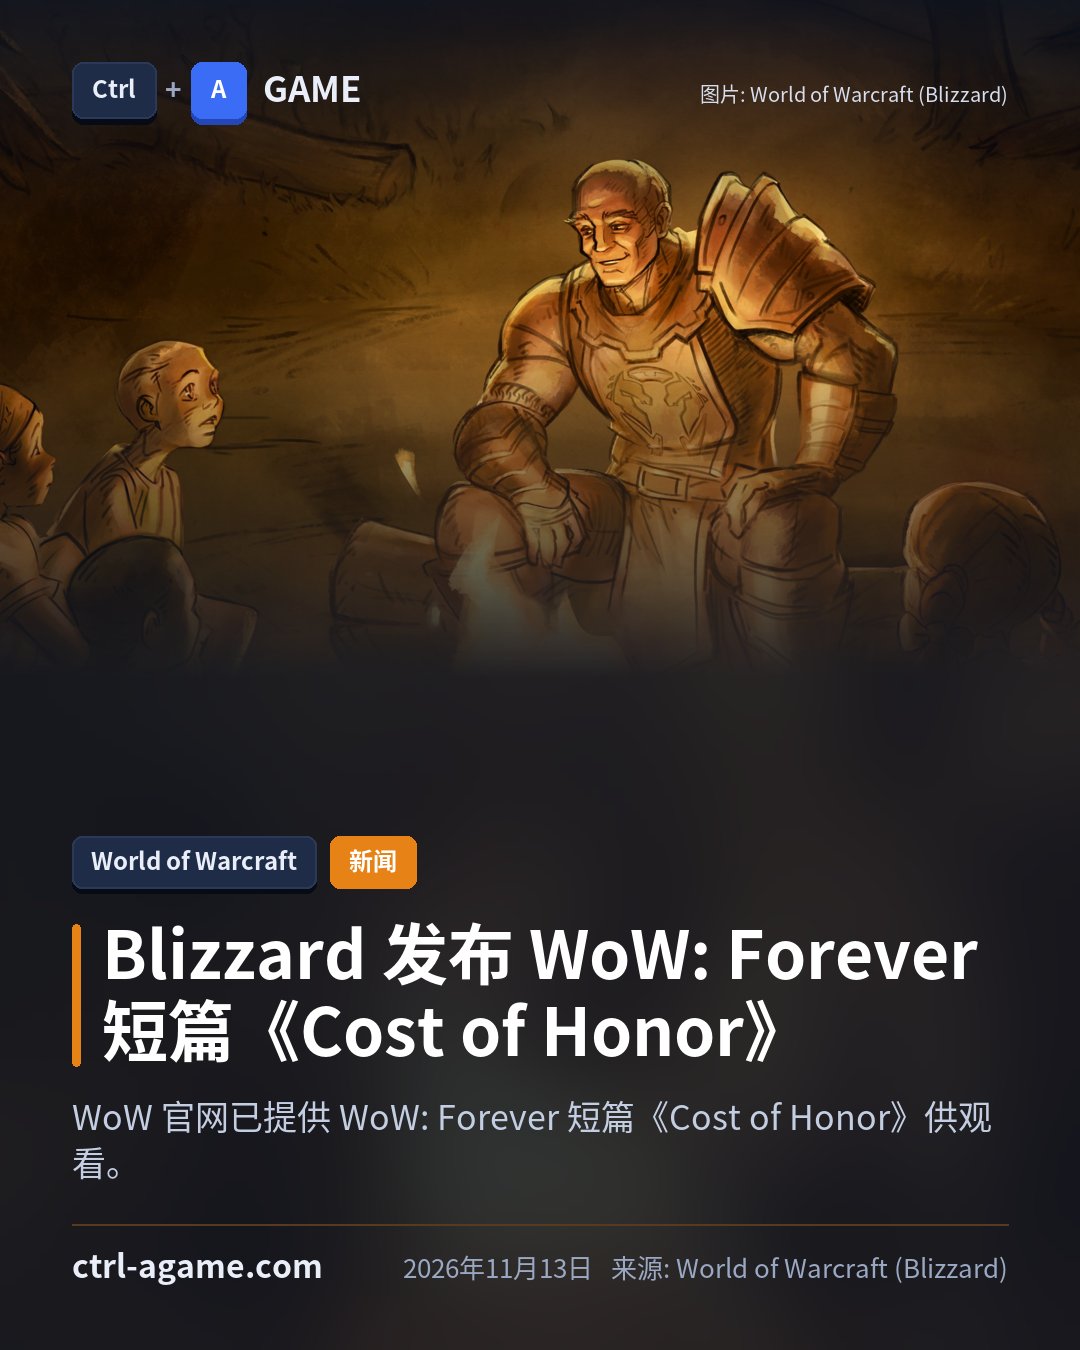 Ctrl + A GAME
图片: World of Warcraft (Blizzard)
World of Warcraft 新闻
Blizzard 发布 WoW: Forever
短篇《Cost of Honor》
WoW 官网已提供 WoW: Forever 短篇《Cost of Honor》供观
看。
ctrl-agame.com 2026年11月13日 来源: World of Warcraft (Blizzard)